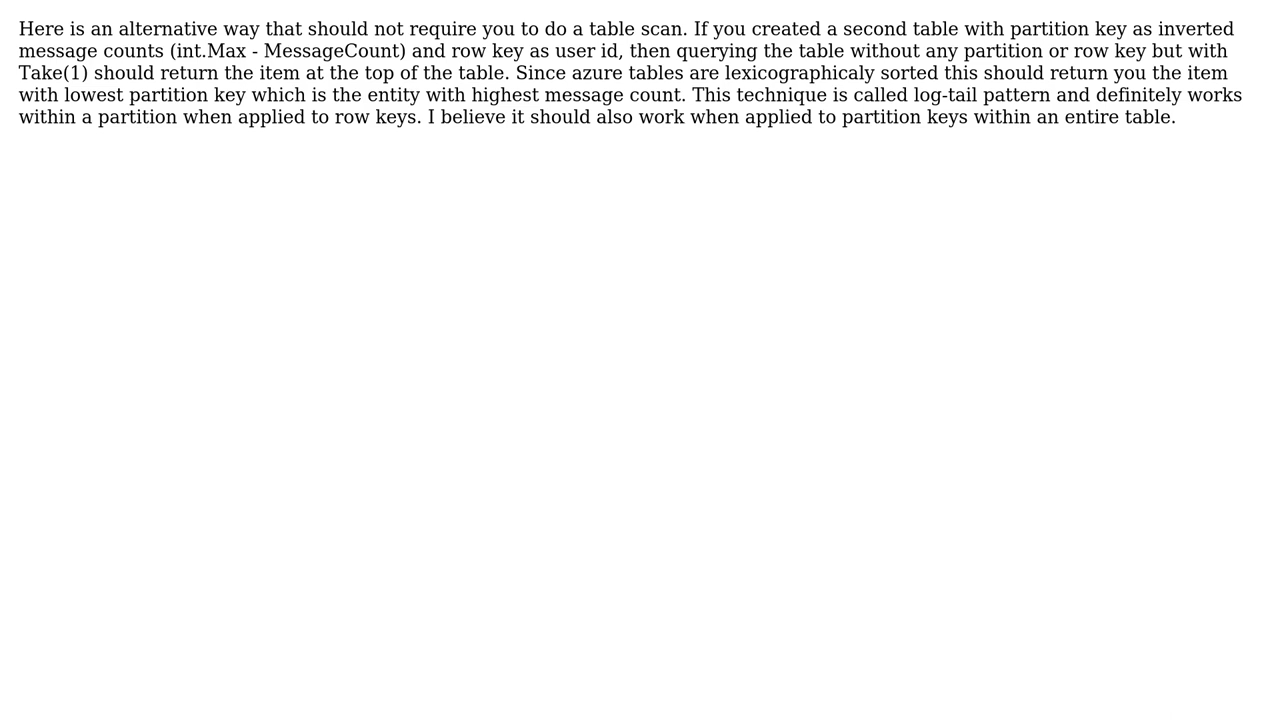 Here is an alternative way that should not require you to do a table scan. If you created a second table with partition key as inverted
message counts (int.Max - MessageCount) and row key as user id, then querying the table without any partition or row key but with
Take(1) should return the item at the top of the table. Since azure tables are lexicographicaly sorted this should return you the item
with lowest partition key which is the entity with highest message count. This technique is called log-tail pattern and definitely works
within a partition when applied to row keys. I believe it should also work when applied to partition keys within an entire table.